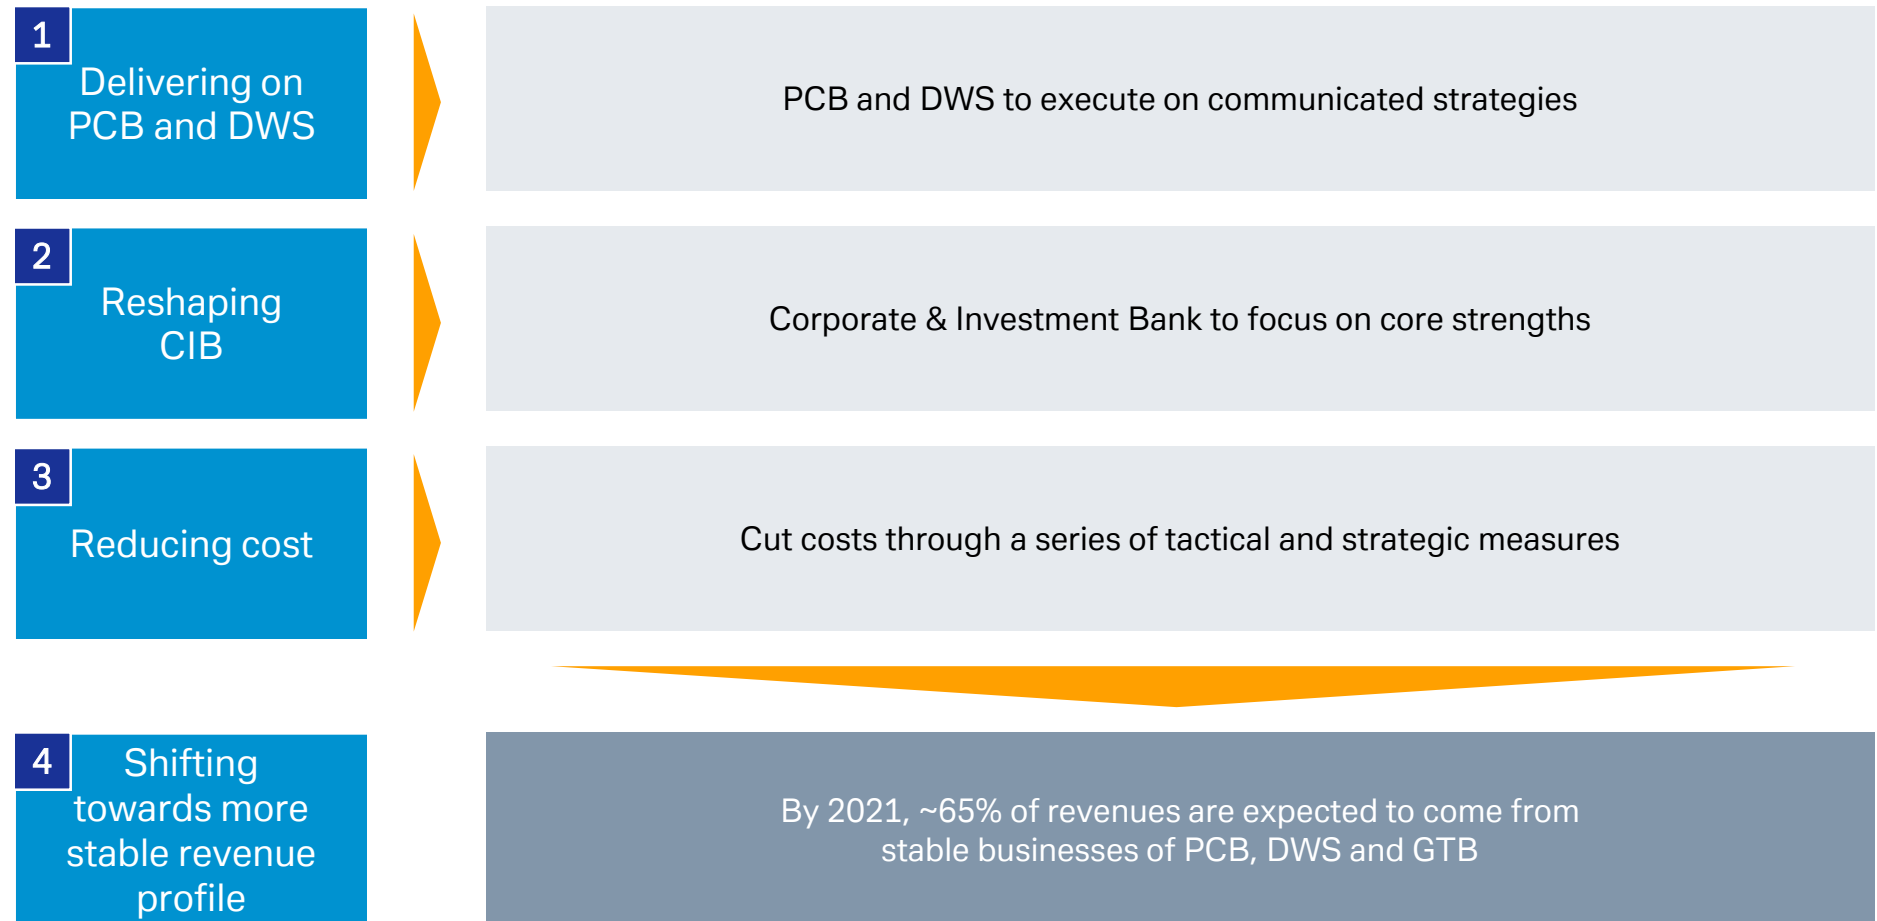 1
Delivering on
PCB and DWS
PCB and DWS to execute on communicated strategies
2
Reshaping
CIB
Corporate & Investment Bank to focus on core strengths
3
Reducing cost
Cut costs through a series of tactical and strategic measures
4
Shifting
towards more
stable revenue
profile
By 2021, ~65% of revenues are expected to come from
stable businesses of PCB, DWS and GTB